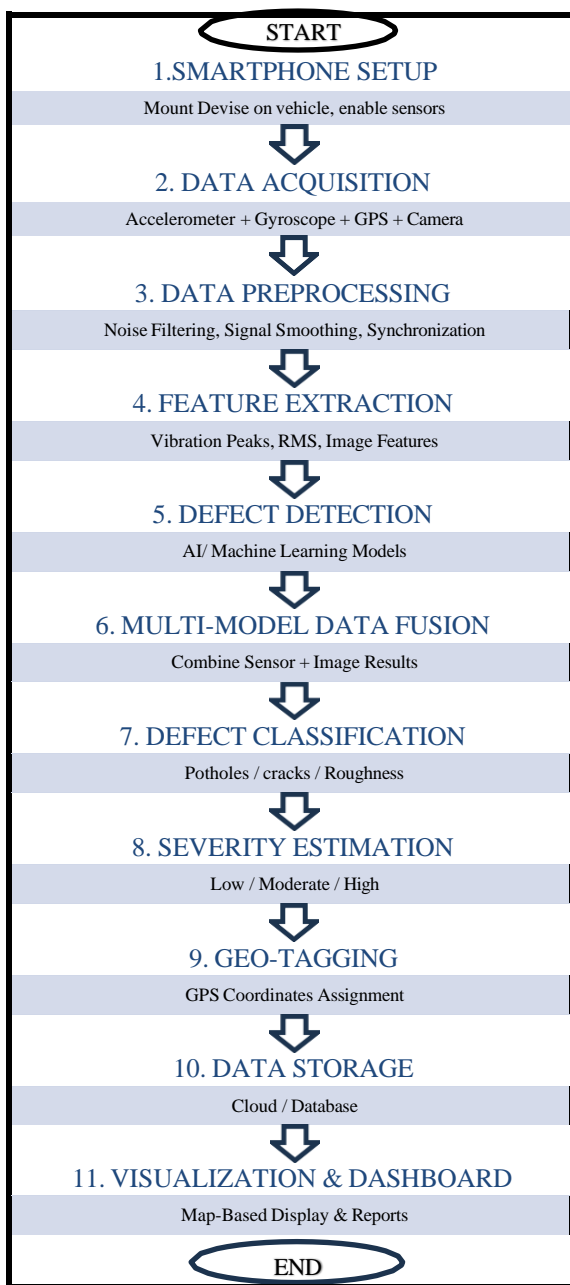 START
1.SMARTPHONE SETUP
Mount Devise on vehicle, enable sensors
2. DATA ACQUISITION
Accelerometer + Gyroscope + GPS + Camera
3. DATA PREPROCESSING
Noise Filtering, Signal Smoothing, Synchronization
4. FEATURE EXTRACTION
Vibration Peaks, RMS, Image Features
5. DEFECT DETECTION
AI/ Machine Learning Models
6. MULTI-MODEL DATA FUSION
Combine Sensor + Image Results
7. DEFECT CLASSIFICATION
Potholes / cracks / Roughness
8. SEVERITY ESTIMATION
Low / Moderate / High
9. GEO-TAGGING
GPS Coordinates Assignment
10. DATA STORAGE
Cloud / Database
11. VISUALIZATION & DASHBOARD
Map-Based Display & Reports
END